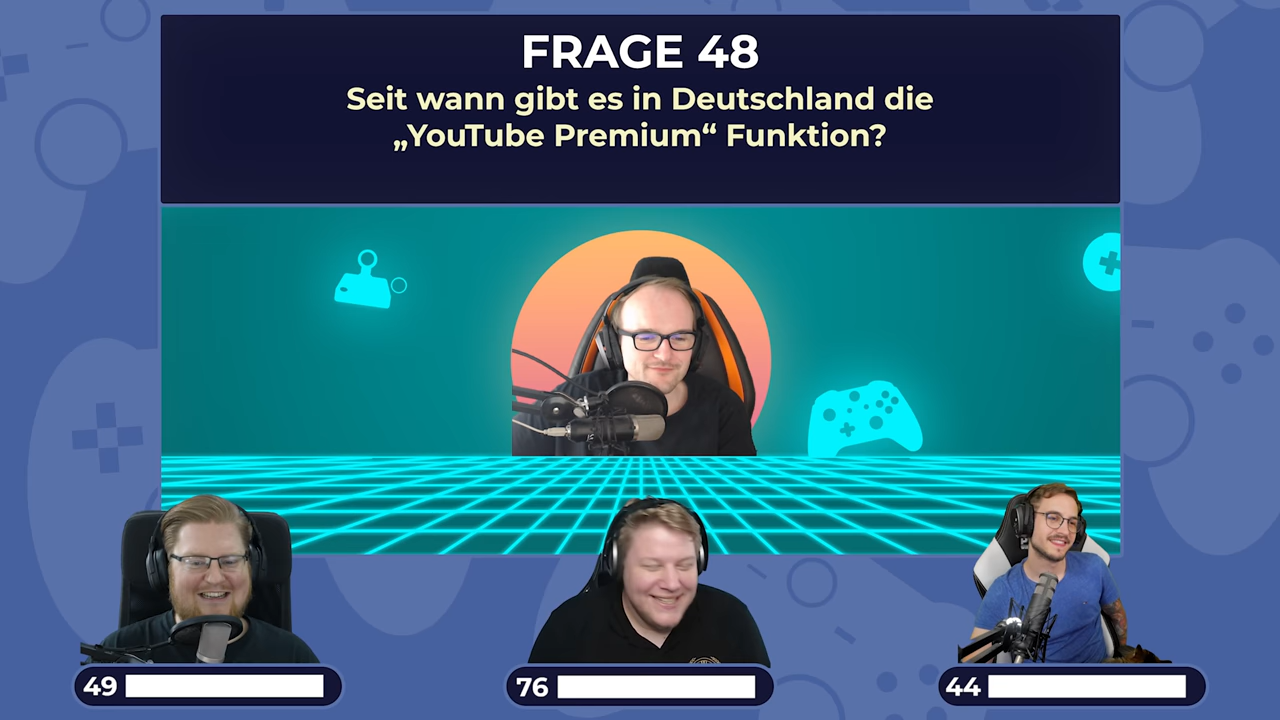 FRAGE 48
Seit wann gibt es in Deutschland die
„YouTube Premium“ Funktion?
49
76
44